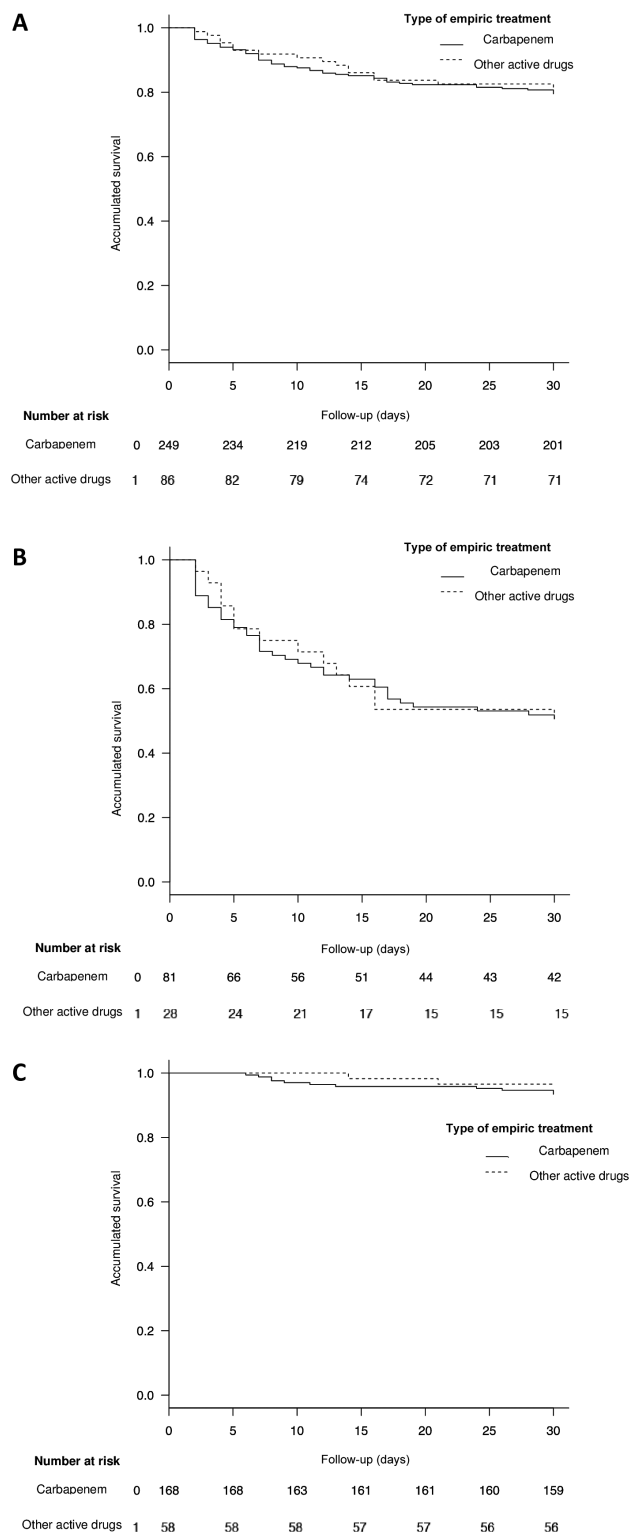 A
Type of empiric treatment
Carbapenem
Other active drugs
1.0
0.8
0.6
0.4
0.2
0.0
Accumulated survival
0 5 10 15 20 25 30
Number at risk
Follow-up (days)
Carbapenem 0 249 234 219 212 205 203 201
Other active drugs 1 86 82 79 74 72 71 71
B
Type of empiric treatment
Carbapenem
Other active drugs
1.0
0.8
0.6
0.4
0.2
0.0
Accumulated survival
0 5 10 15 20 25 30
Number at risk
Follow-up (days)
Carbapenem 0 81 66 56 51 44 43 42
Other active drugs 1 28 24 21 17 15 15 15
C
1.0
0.8
0.6
0.4
0.2
0.0
Accumulated survival
Type of empiric treatment
Carbapenem
Other active drugs
0 5 10 15 20 25 30
Number at risk
Follow-up (days)
Carbapenem 0 168 168 163 161 161 160 159
Other active drugs 1 58 58 58 57 57 56 56